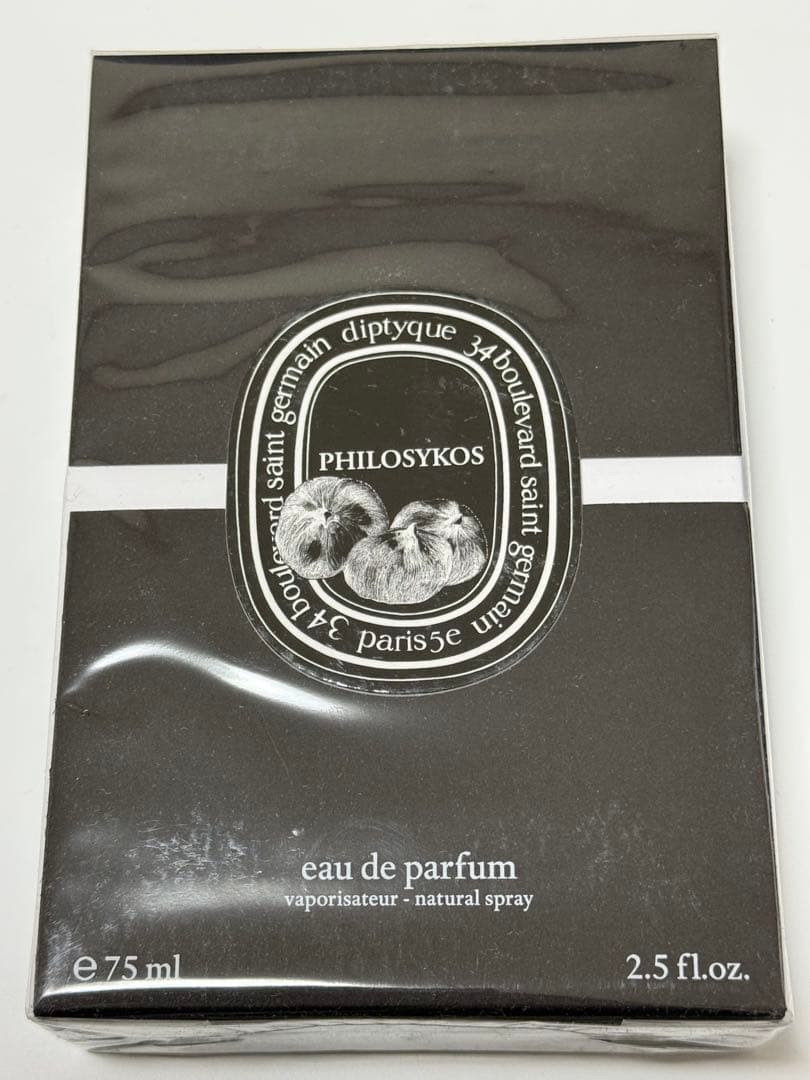 diptyque 34 boulevard saint germain paris 5e 34 boulevard saint germain
PHILOSYKOS
eau de parfum
vaporisateur - natural spray
e 75 ml
2.5 fl.oz.